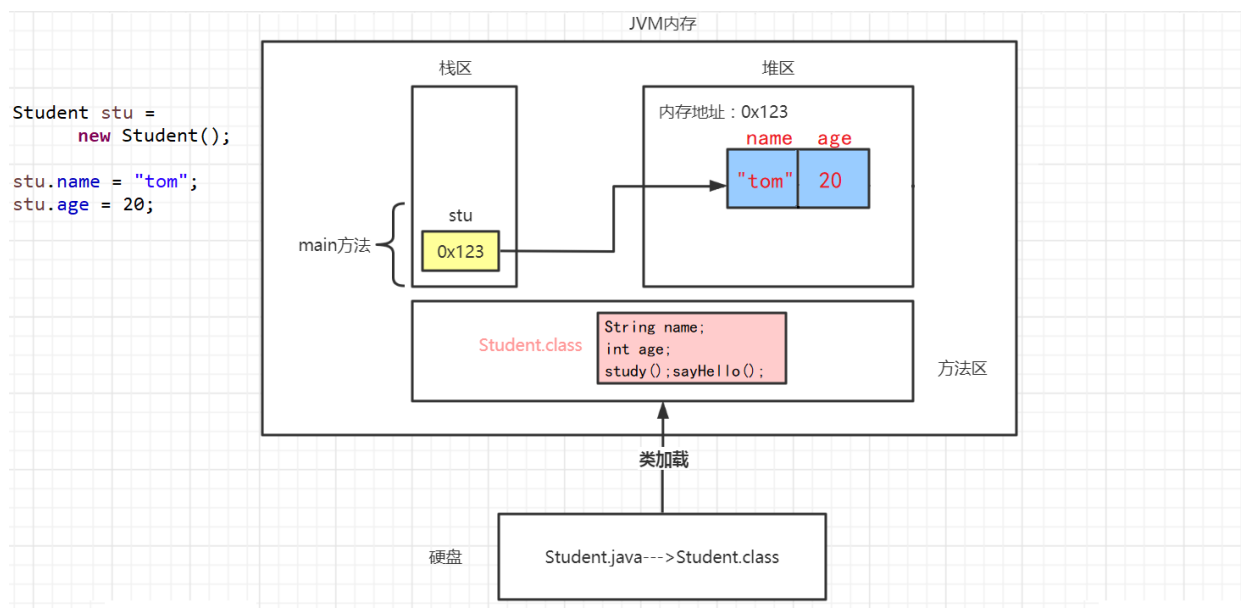 JVM内存
栈区
堆区
Student stu =
new Student();
stu.name = "tom";
stu.age = 20;
内存地址：0x123
name age
"tom" 20
stu
main方法
0x123
Student.class
String name;
int age;
study();sayHello();
方法区
类加载
硬盘
Student.java--->Student.class